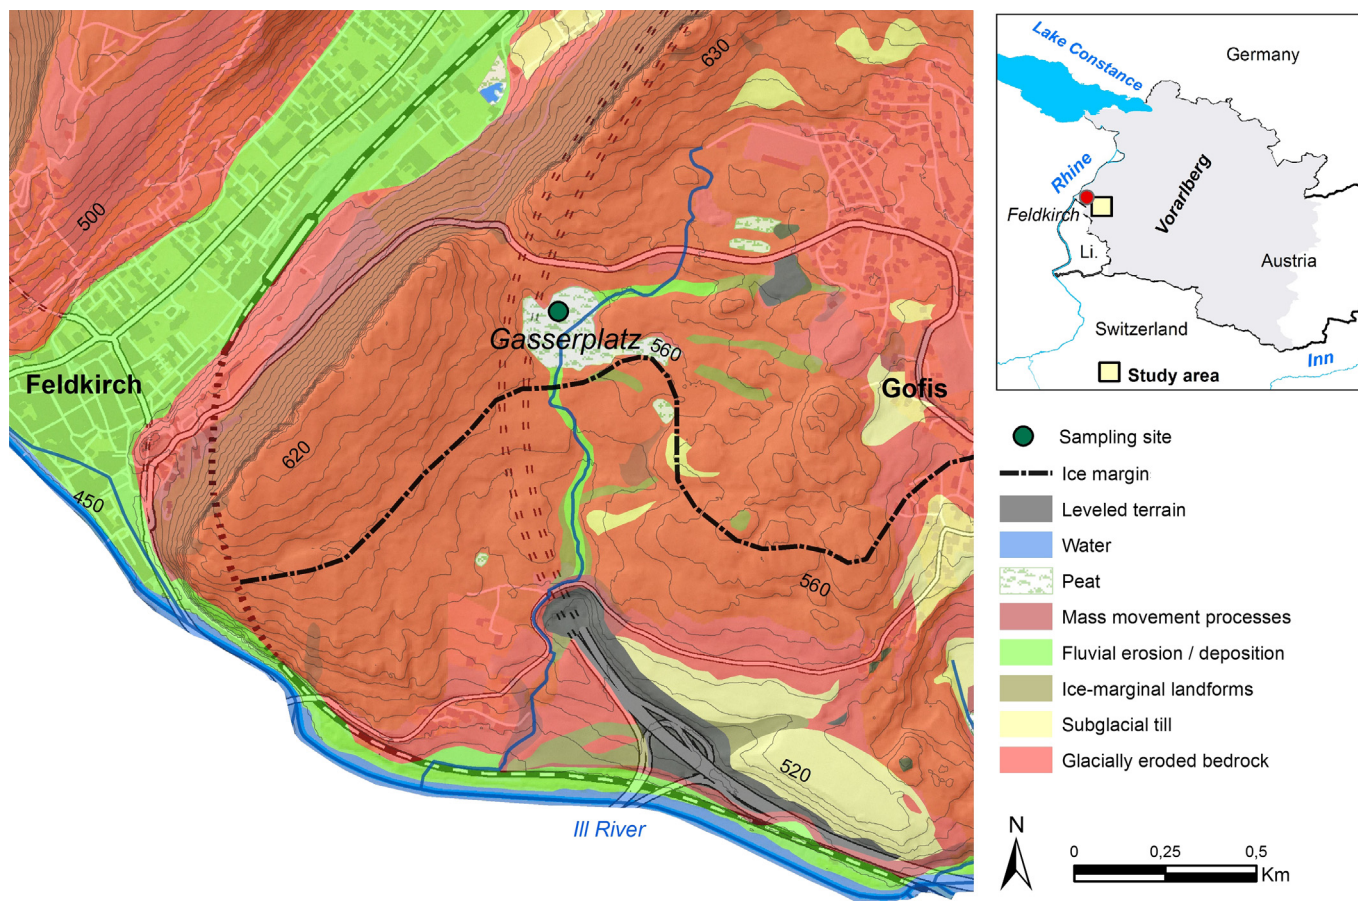 630
500
Gasserplatz
560
Feldkirch
Gofis
620
450
560
520
Ill River
Lake Constance
Germany
Rhine
Vorarlberg
Feldkirch
Li.
Austria
Switzerland
Inn
Study area
Sampling site
Ice margin
Leveled terrain
Water
Peat
Mass movement processes
Fluvial erosion / deposition
Ice-marginal landforms
Subglacial till
Glacially eroded bedrock
N
0 0,25 0,5
Km